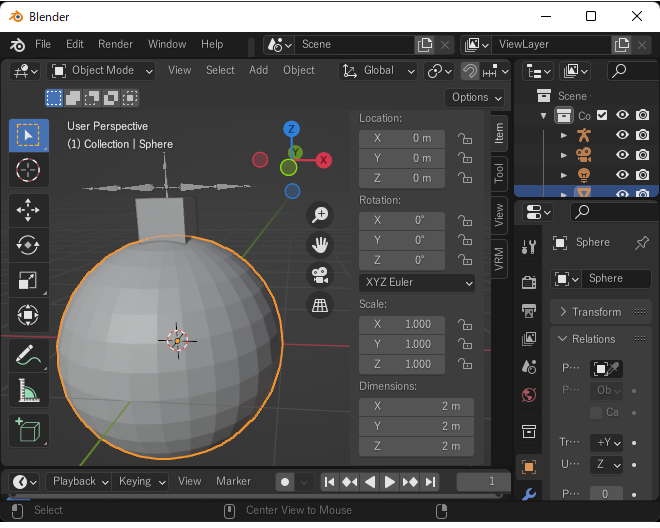 Blender
File Edit Render Window Help Scene ViewLayer
Object Mode View Select Add Object Global
Options
User Perspective
(1) Collection | Sphere
Z
Y
X
Location:
X 0 m
Y 0 m
Z 0 m
Rotation:
X 0°
Y 0°
Z 0°
XYZ Euler
Scale:
X 1.000
Y 1.000
Z 1.000
Dimensions:
X 2 m
Y 2 m
Z 2 m
Item
Tool
View
VRM
Scene
Co
Sphere
Sphere
Transform
Relations
P…
P… Ob
Ca
Tr… +Y
U… Z
P… 0
Playback Keying View Marker 1
Select Center View to Mouse